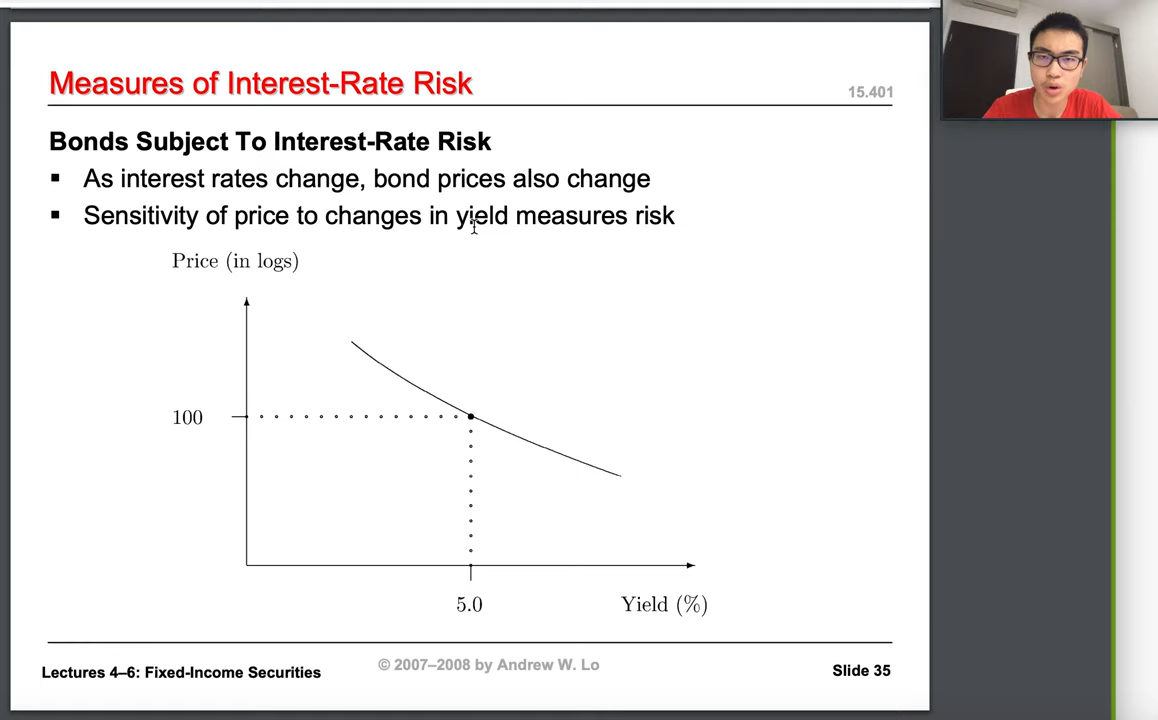 Measures of Interest-Rate Risk
15.401
Bonds Subject To Interest-Rate Risk
▪ As interest rates change, bond prices also change
▪ Sensitivity of price to changes in yield measures risk
Price (in logs)
100
5.0
Yield (%)
© 2007–2008 by Andrew W. Lo
Lectures 4–6: Fixed-Income Securities
Slide 35